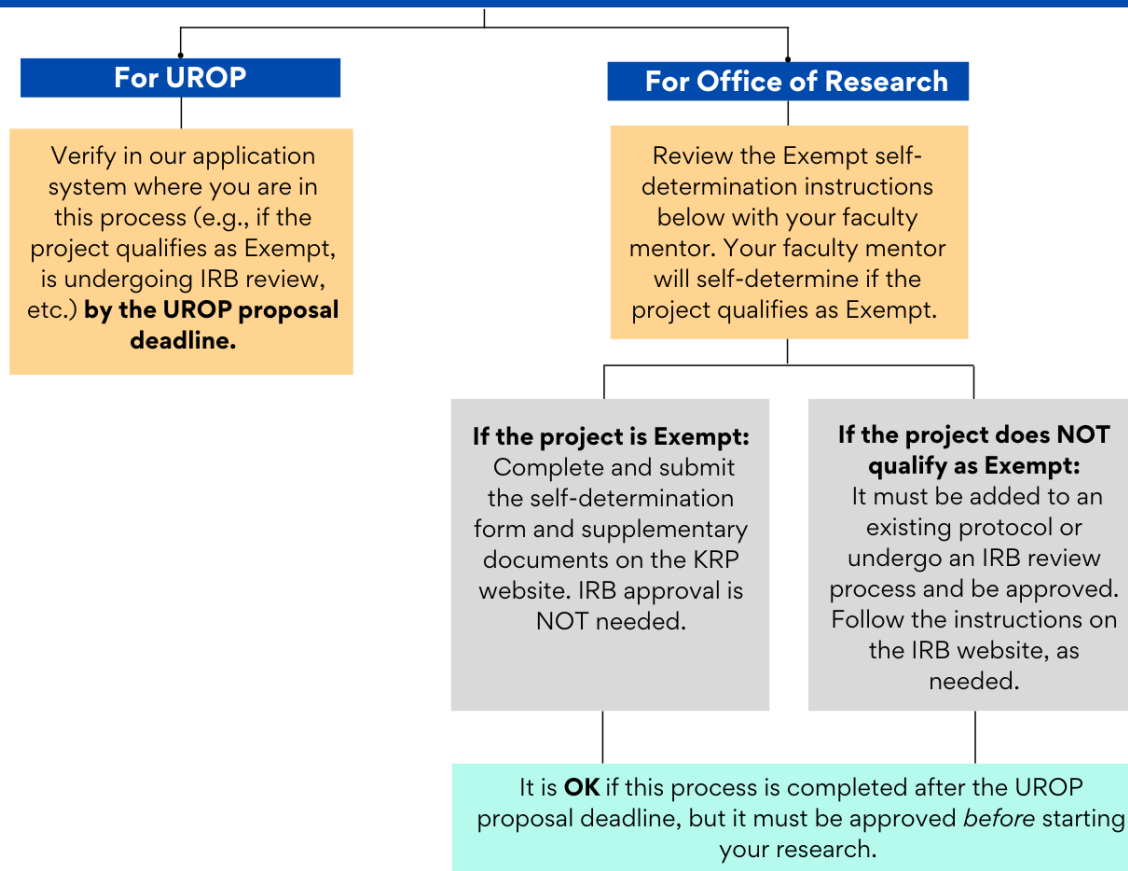 For UROP
Verify in our application
system where you are in
this process (e.g., if the
project qualifies as Exempt,
is undergoing IRB review,
etc.) by the UROP proposal
deadline.
For Office of Research
Review the Exempt self-
determination instructions
below with your faculty
mentor. Your faculty mentor
will self-determine if the
project qualifies as Exempt.
If the project is Exempt:
Complete and submit
the self-determination
form and supplementary
documents on the KRP
website. IRB approval is
NOT needed.
If the project does NOT
qualify as Exempt:
It must be added to an
existing protocol or
undergo an IRB review
process and be approved.
Follow the instructions on
the IRB website, as
needed.
It is OK if this process is completed after the UROP
proposal deadline, but it must be approved before starting
your research.